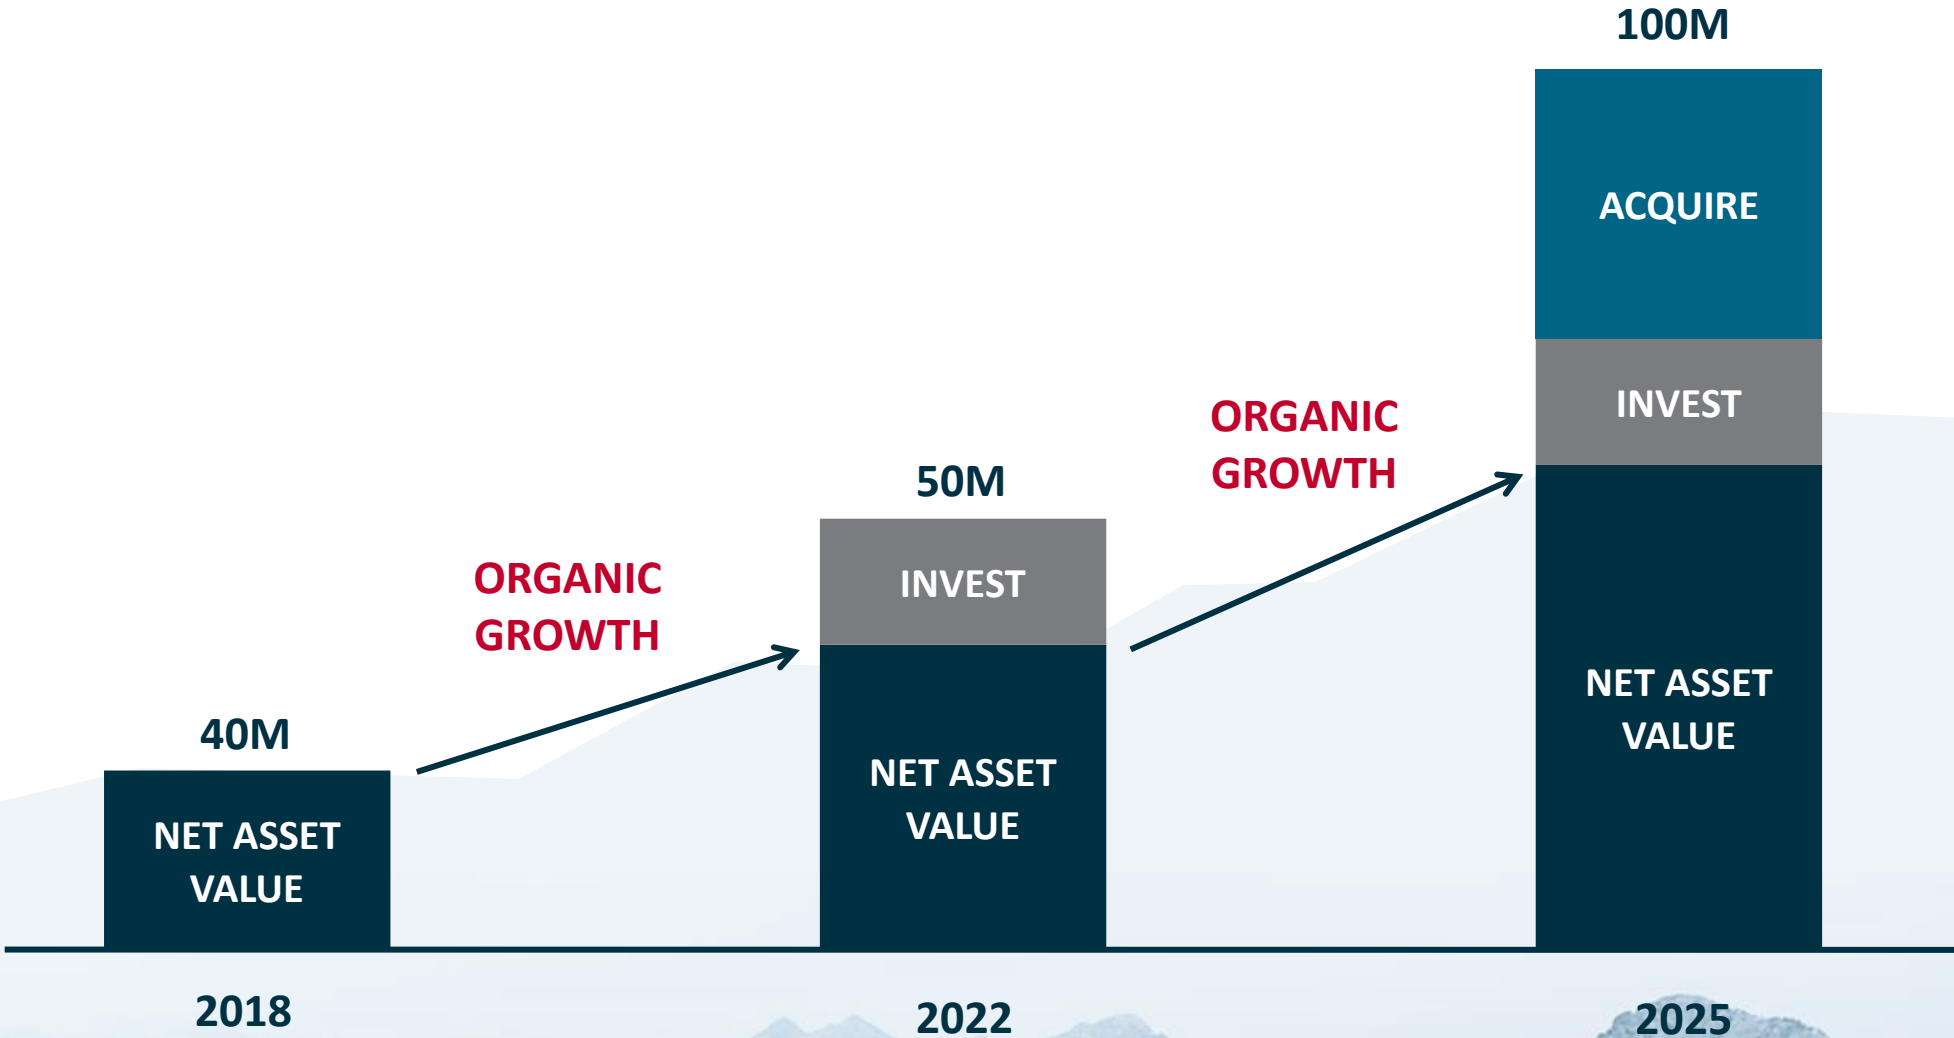 40M
NET ASSET
VALUE
2018
ORGANIC
GROWTH
50M
INVEST
NET ASSET
VALUE
2022
ORGANIC
GROWTH
100M
ACQUIRE
INVEST
NET ASSET
VALUE
2025